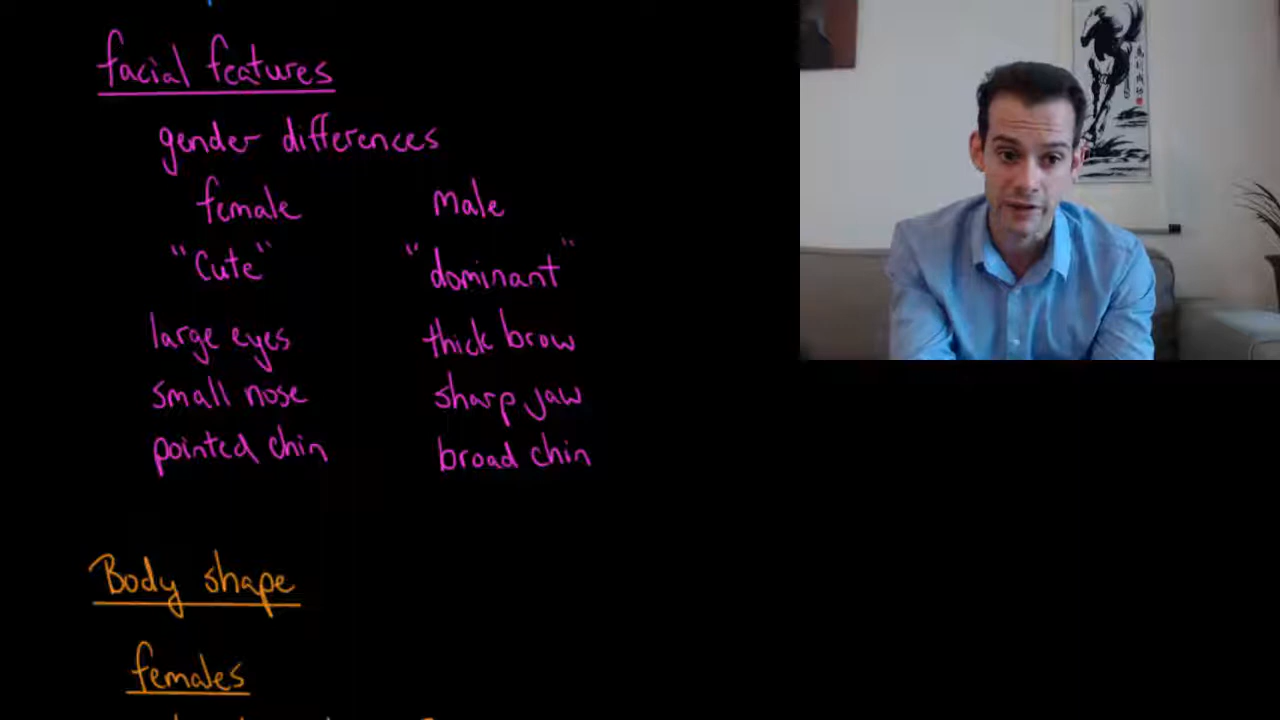 facial features
gender differences
female male
"Cute" "dominant"
large eyes thick brow
small nose sharp jaw
pointed chin broad chin
Body shape
females